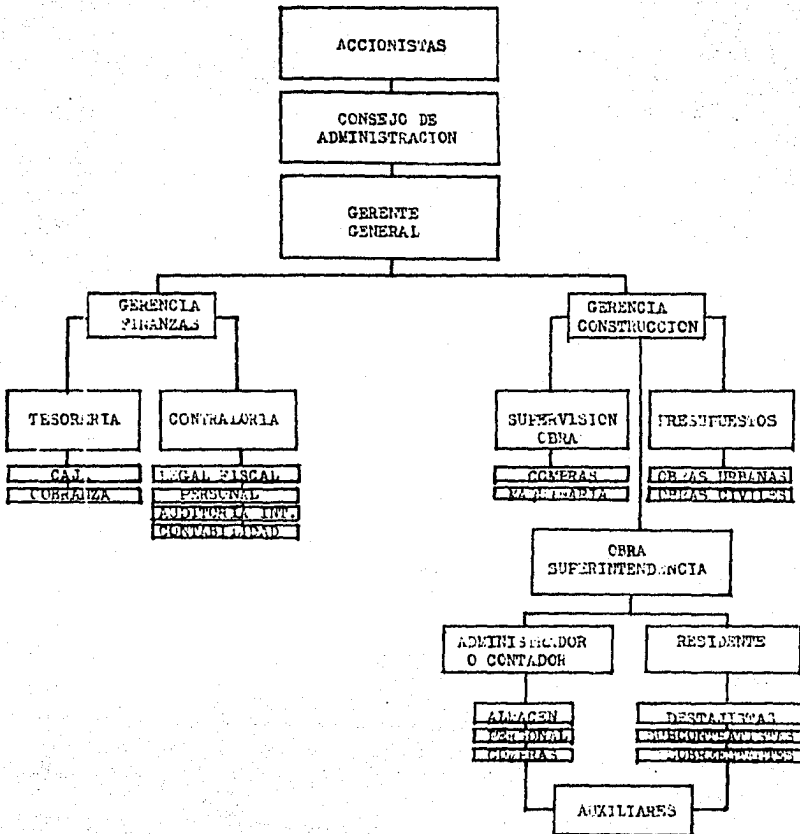 ACCIONISTAS
CONSEJO DE
ADMINISTRACION
GERENTE
GENERAL
GERENCIA
FINANZAS
GERENCIA
CONSTRUCCION
TESORERIA
CONTRALORIA
SUPERVISION
OBRA
PRESUPUESTOS
CAJA
COBRANZA
LEGAL FISCAL
PERSONAL
AUDITORIA INT.
CONTABILIDAD
COMPRAS
MAQUINARIA
OBRAS URBANAS
OBRAS CIVILES
OBRA
SUPERINTENDENCIA
ADMINISTRADOR
O CONTADOR
RESIDENTE
ALMACEN
PERSONAL
COMPRAS
DESTAJISTAS
SUBCONTRATISTAS
SOBRESTANTES
AUXILIARES